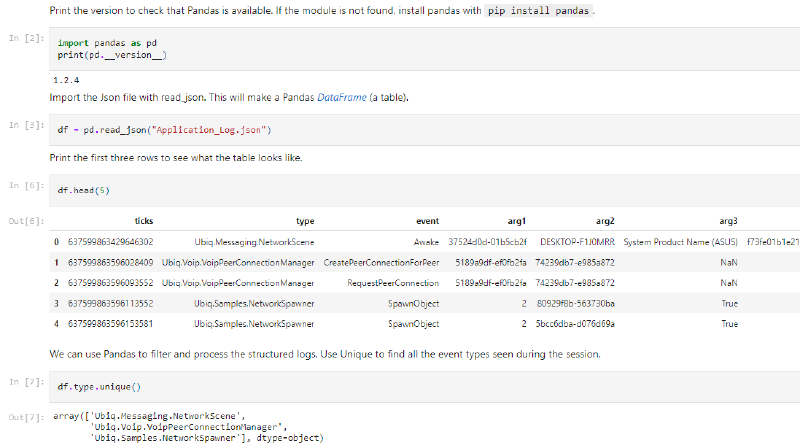 Print the version to check that Pandas is available. If the module is not found, install pandas with pip install pandas .
In [2]:
import pandas as pd
print(pd.__version__)
1.2.4
Import the Json file with read_json. This will make a Pandas DataFrame (a table).
In [3]:
df = pd.read_json("Application_Log.json")
Print the first three rows to see what the table looks like.
In [6]:
df.head(5)
Out[6]:
ticks type event arg1 arg2 arg3
0 637599863429646302 Ubiq.Messaging.NetworkScene Awake 37524d0d-01b5cb2f DESKTOP-F1J0MRR System Product Name (ASUS) f73fe01b1e21
1 637599863596028409 Ubiq.Voip.VoipPeerConnectionManager CreatePeerConnectionForPeer 5189a9df-ef0fb2fa 74239db7-e985a872 NaN
2 637599863596093552 Ubiq.Voip.VoipPeerConnectionManager RequestPeerConnection 5189a9df-ef0fb2fa 74239db7-e985a872 NaN
3 637599863596113552 Ubiq.Samples.NetworkSpawner SpawnObject 2 80929f8b-563730ba True
4 637599863596153581 Ubiq.Samples.NetworkSpawner SpawnObject 2 5bcc6dba-d076d69a True
We can use Pandas to filter and process the structured logs. Use Unique to find all the event types seen during the session.
In [7]:
df.type.unique()
Out[7]:
array(['Ubiq.Messaging.NetworkScene',
'Ubiq.Voip.VoipPeerConnectionManager',
'Ubiq.Samples.NetworkSpawner'], dtype=object)